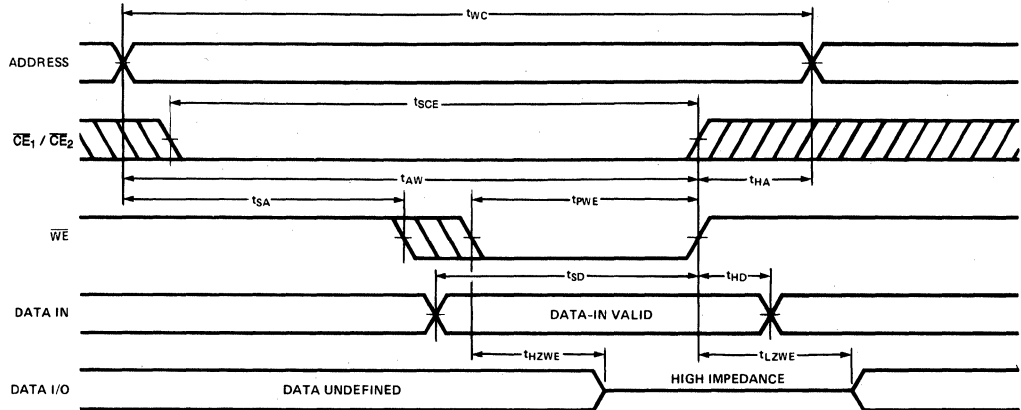 tWC
ADDRESS
tSCE
CE1 / CE2
tAW
tHA
tSA
tPWE
WE
tSD
tHD
DATA IN
DATA-IN VALID
tHZWE
tLZWE
DATA I/O
DATA UNDEFINED
HIGH IMPEDANCE